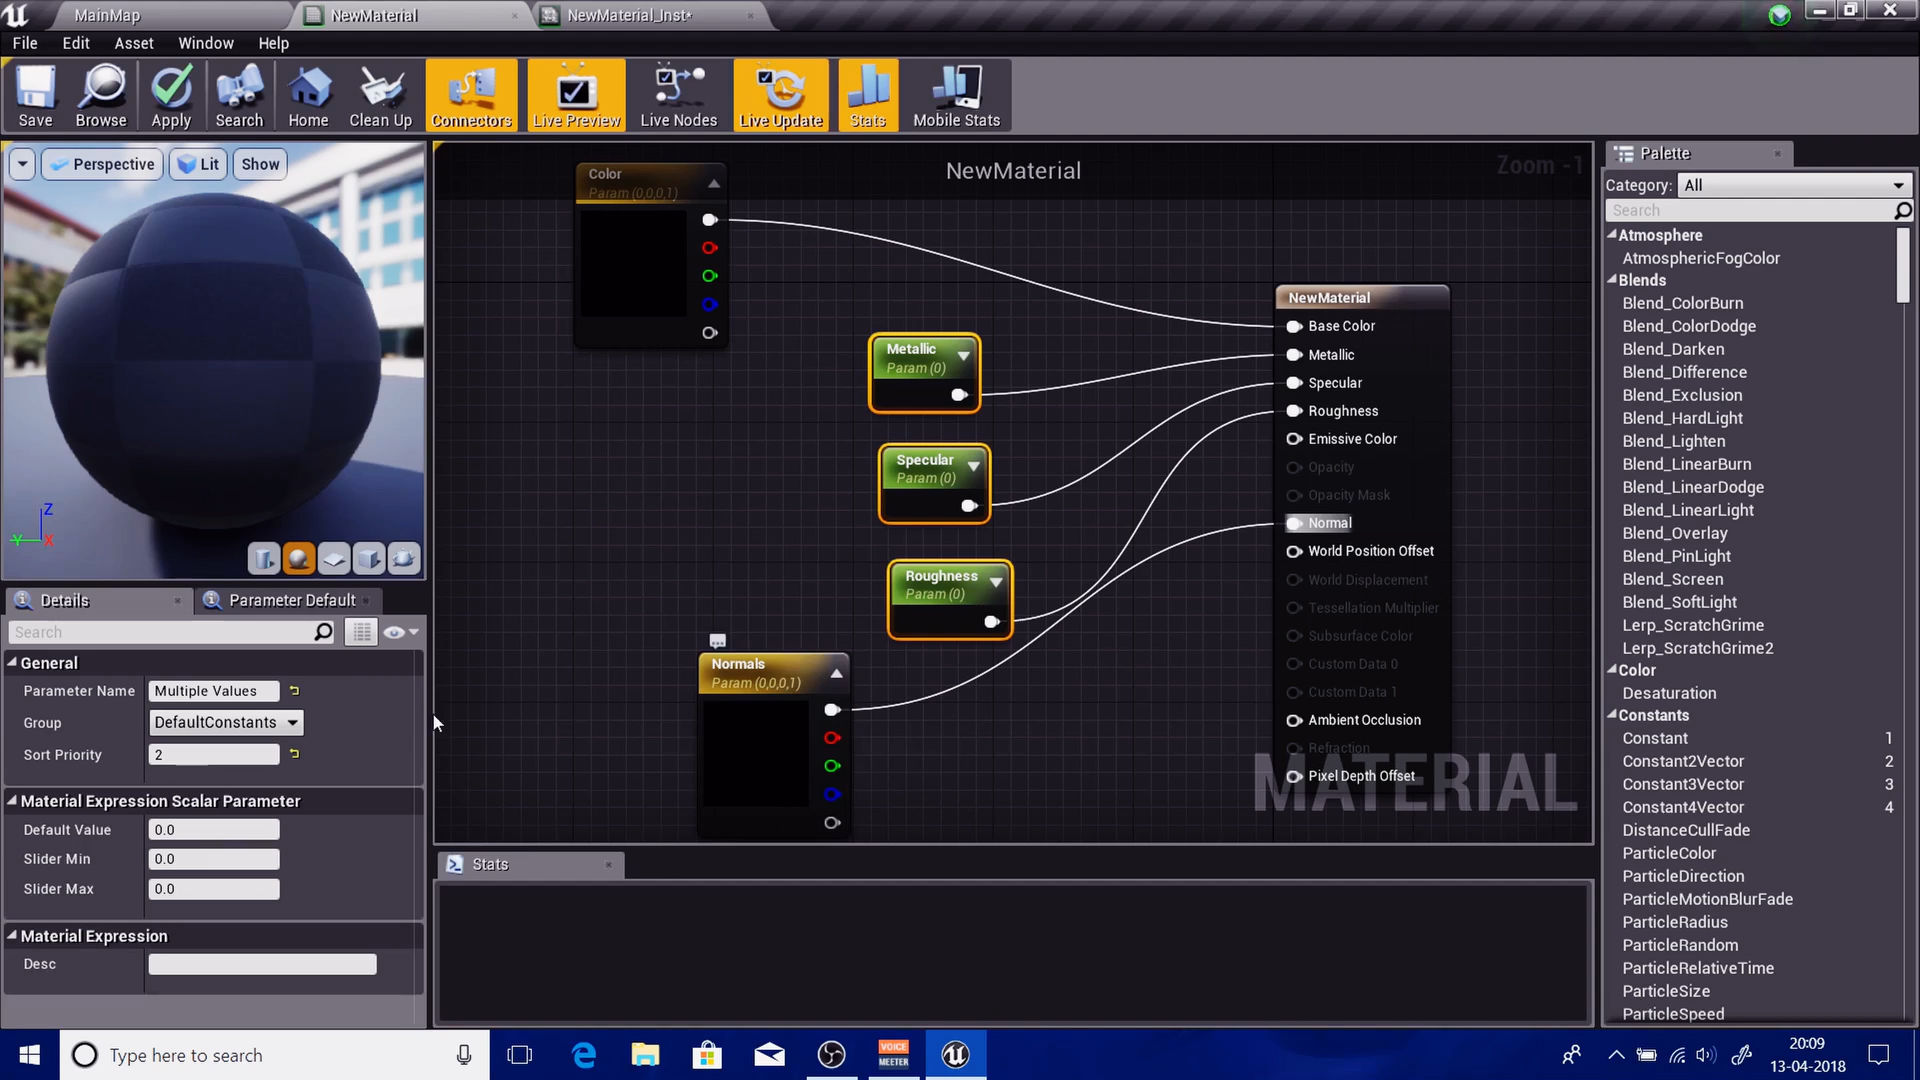 MainMap
NewMaterial
NewMaterial_Inst*
File Edit Asset Window Help
Save
Browse
Apply
Search
Home
Clean Up
Connectors
Live Preview
Live Nodes
Live Update
Stats
Mobile Stats
Perspective
Lit
Show
Z
Y
X
NewMaterial
Zoom -1
Color
Param (0,0,0,1)
Metallic
Param (0)
Specular
Param (0)
Roughness
Param (0)
Normals
Param (0,0,0,1)
NewMaterial
Base Color
Metallic
Specular
Roughness
Emissive Color
Opacity
Opacity Mask
Normal
World Position Offset
World Displacement
Tessellation Multiplier
Subsurface Color
Custom Data 0
Custom Data 1
Ambient Occlusion
Refraction
Pixel Depth Offset
MATERIAL
Details
Parameter Default
Search
General
Parameter Name Multiple Values
Group DefaultConstants
Sort Priority 2
Material Expression Scalar Parameter
Default Value 0.0
Slider Min 0.0
Slider Max 0.0
Material Expression
Desc
Stats
Palette
Category: All
Search
Atmosphere
AtmosphericFogColor
Blends
Blend_ColorBurn
Blend_ColorDodge
Blend_Darken
Blend_Difference
Blend_Exclusion
Blend_HardLight
Blend_Lighten
Blend_LinearBurn
Blend_LinearDodge
Blend_LinearLight
Blend_Overlay
Blend_PinLight
Blend_Screen
Blend_SoftLight
Lerp_ScratchGrime
Lerp_ScratchGrime2
Color
Desaturation
Constants
Constant 1
Constant2Vector 2
Constant3Vector 3
Constant4Vector 4
DistanceCullFade
ParticleColor
ParticleDirection
ParticleMotionBlurFade
ParticleRadius
ParticleRandom
ParticleRelativeTime
ParticleSize
ParticleSpeed
Type here to search
VOICE
MEETER
20:09
13-04-2018